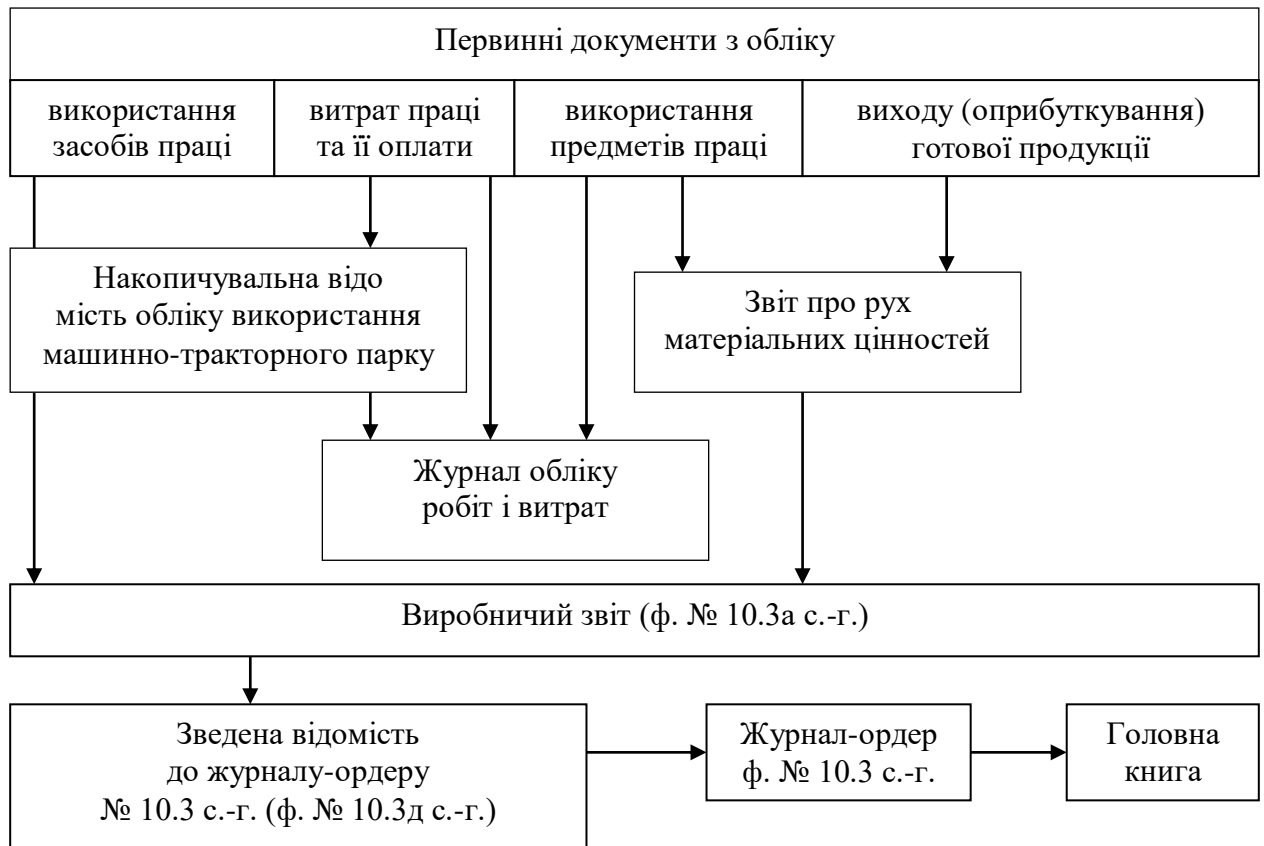 Первинні документи з обліку
використання
засобів праці
витрат праці
та її оплати
використання
предметів праці
виходу (оприбуткування)
готової продукції
Накопичувальна відо
мість обліку використання
машинно-тракторного парку
Звіт про рух
матеріальних цінностей
Журнал обліку
робіт і витрат
Виробничий звіт (ф. № 10.3а с.-г.)
Зведена відомість
до журналу-ордеру
№ 10.3 с.-г. (ф. № 10.3д с.-г.)
Журнал-ордер
ф. № 10.3 с.-г.
Головна
книга